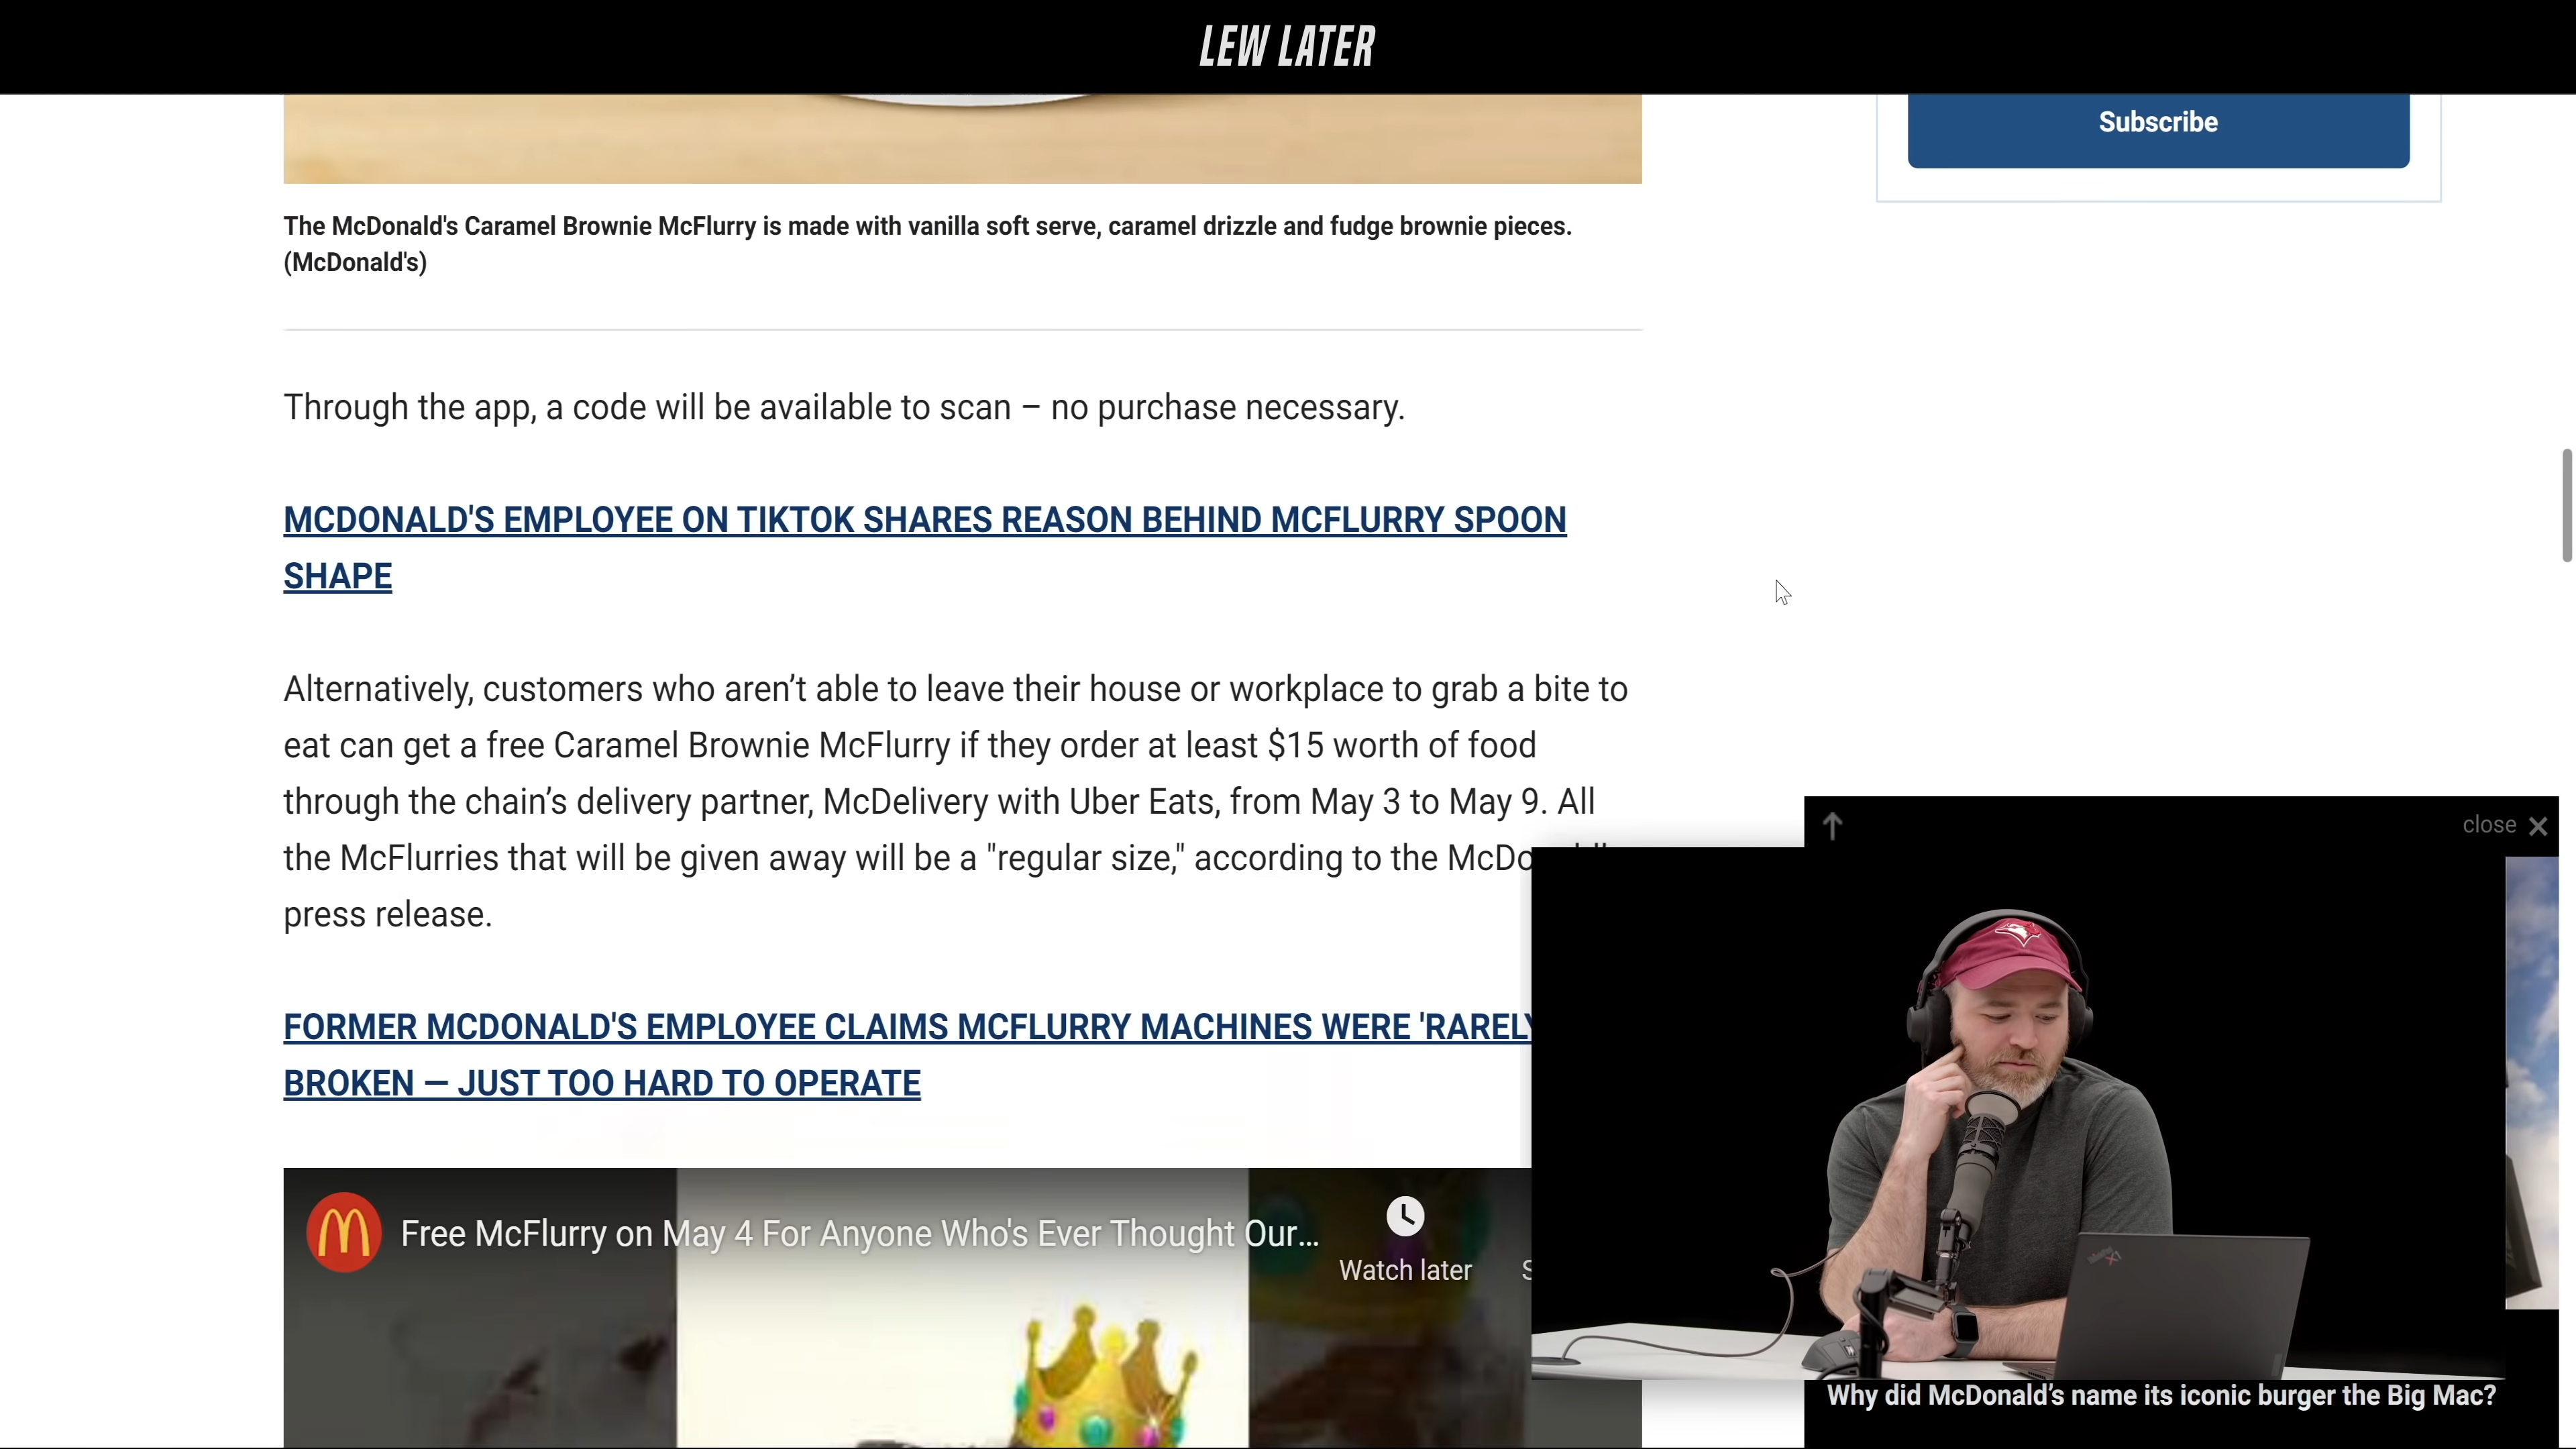 LEW LATER
Subscribe
The McDonald's Caramel Brownie McFlurry is made with vanilla soft serve, caramel drizzle and fudge brownie pieces.
(McDonald's)
Through the app, a code will be available to scan – no purchase necessary.
MCDONALD'S EMPLOYEE ON TIKTOK SHARES REASON BEHIND MCFLURRY SPOON
SHAPE
Alternatively, customers who aren’t able to leave their house or workplace to grab a bite to
eat can get a free Caramel Brownie McFlurry if they order at least $15 worth of food
through the chain’s delivery partner, McDelivery with Uber Eats, from May 3 to May 9. All
the McFlurries that will be given away will be a "regular size," according to the
press release.
FORMER MCDONALD'S EMPLOYEE CLAIMS MCFLURRY MACHINES WERE 'RARELY
BROKEN — JUST TOO HARD TO OPERATE
Free McFlurry on May 4 For Anyone Who's Ever Thought Our...
Watch later
close
Why did McDonald’s name its iconic burger the Big Mac?